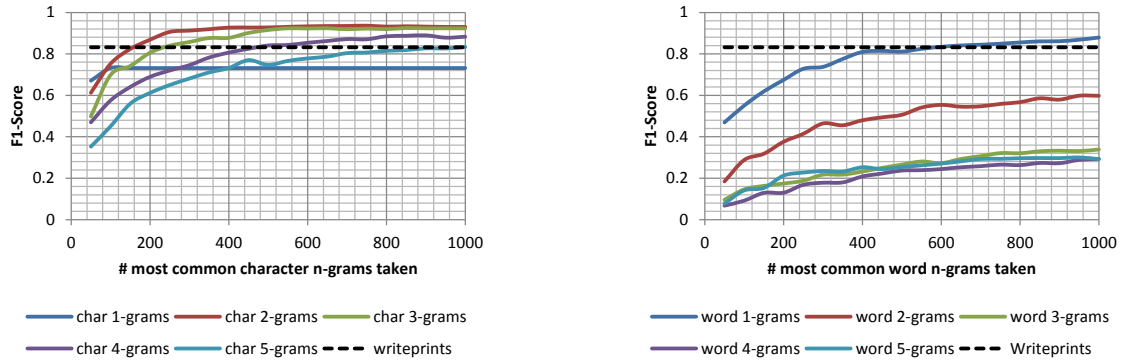 F1-Score
1
0.8
0.6
0.4
0.2
0
0 200 400 600 800 1000
# most common character n-grams taken
char 1-grams char 2-grams char 3-grams
char 4-grams char 5-grams writeprints
F1-Score
1
0.8
0.6
0.4
0.2
0
0 200 400 600 800 1000
# most common word n-grams taken
word 1-grams word 2-grams word 3-grams
word 4-grams word 5-grams Writeprints